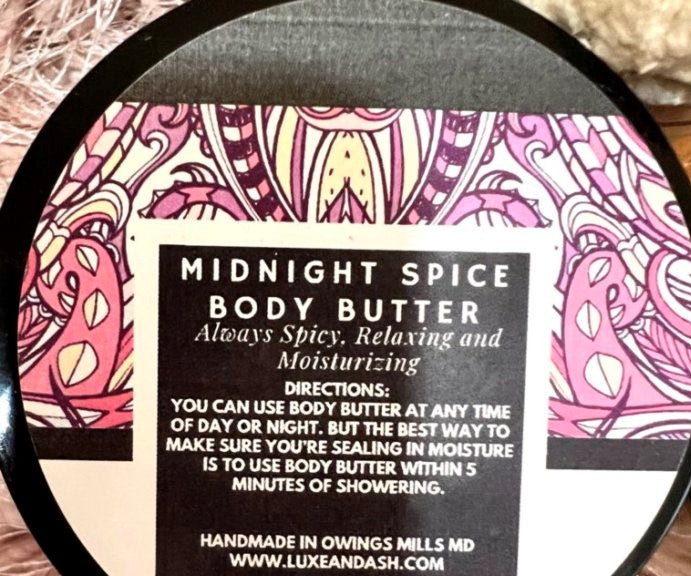 MIDNIGHT SPICE
BODY BUTTER
Always Spicy, Relaxing and
Moisturizing
DIRECTIONS:
YOU CAN USE BODY BUTTER AT ANY TIME
OF DAY OR NIGHT. BUT THE BEST WAY TO
MAKE SURE YOU'RE SEALING IN MOISTURE
IS TO USE BODY BUTTER WITHIN 5
MINUTES OF SHOWERING.
HANDMADE IN OWINGS MILLS MD
WWW.LUXEANDASH.COM